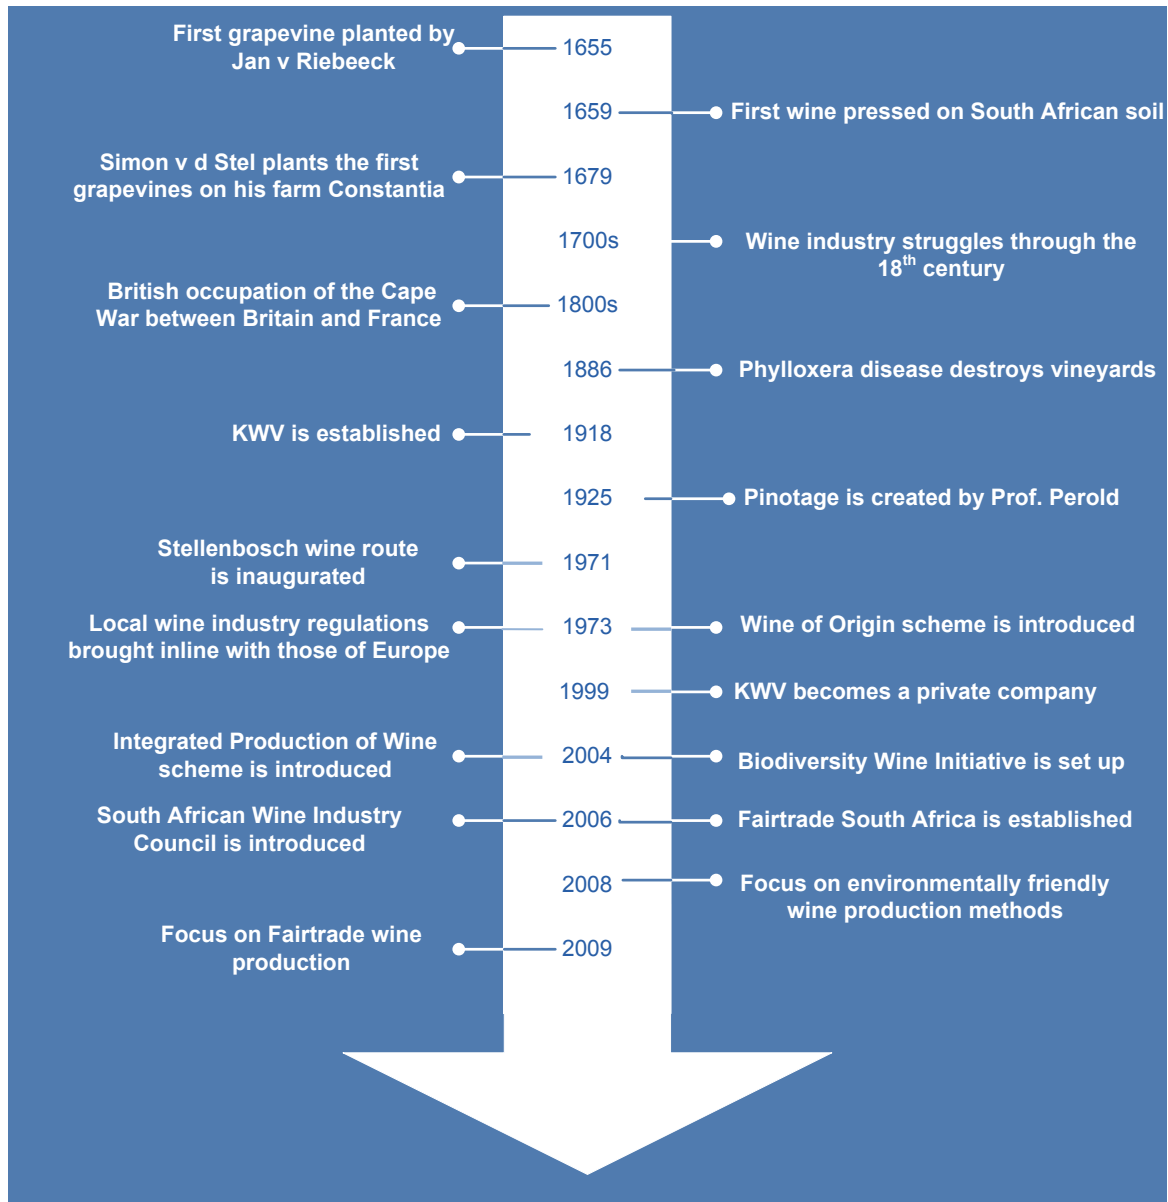 First grapevine planted by
Jan v Riebeeck
1655
1659
First wine pressed on South African soil
Simon v d Stel plants the first
grapevines on his farm Constantia
1679
1700s
Wine industry struggles through the
18th century
British occupation of the Cape
War between Britain and France
1800s
1886
Phylloxera disease destroys vineyards
KWV is established
1918
1925
Pinotage is created by Prof. Perold
Stellenbosch wine route
is inaugurated
1971
Local wine industry regulations
brought inline with those of Europe
1973
Wine of Origin scheme is introduced
1999
KWV becomes a private company
Integrated Production of Wine
scheme is introduced
2004
Biodiversity Wine Initiative is set up
South African Wine Industry
Council is introduced
2006
Fairtrade South Africa is established
2008
Focus on environmentally friendly
wine production methods
Focus on Fairtrade wine
production
2009